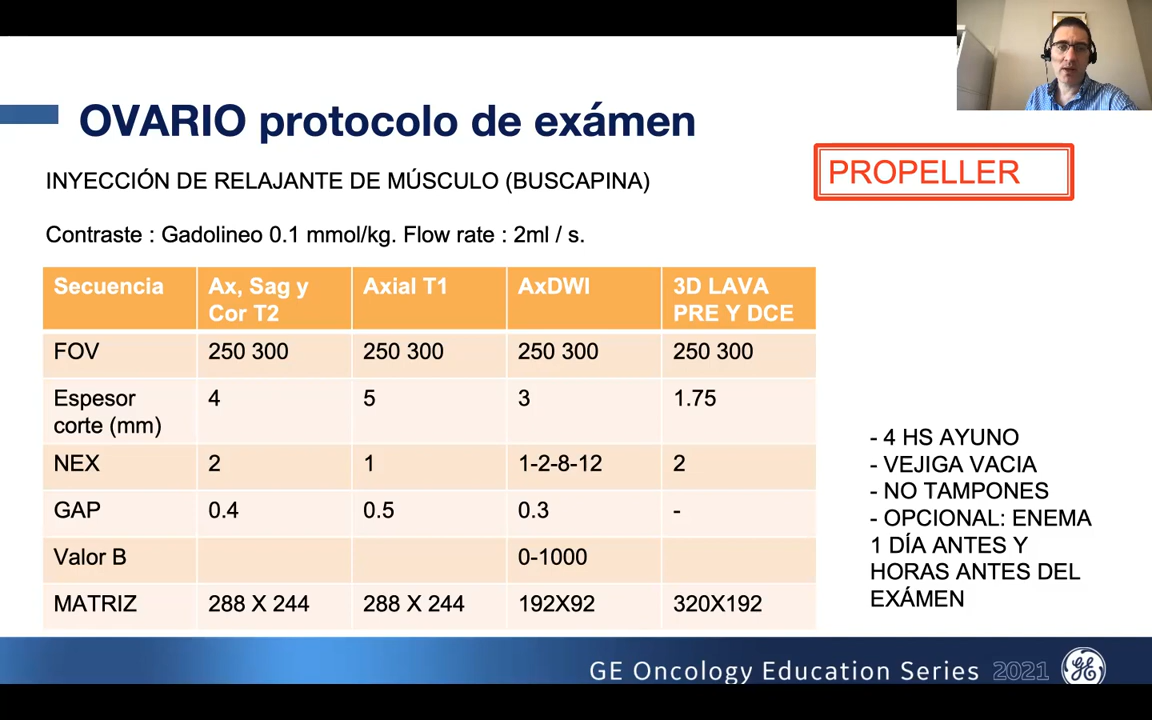 OVARIO protocolo de exámen
PROPELLER
INYECCIÓN DE RELAJANTE DE MÚSCULO (BUSCAPINA)
Contraste : Gadolineo 0.1 mmol/kg. Flow rate : 2ml / s.
Secuencia Ax, Sag y Cor T2 Axial T1 AxDWI 3D LAVA PRE Y DCE
FOV 250 300 250 300 250 300 250 300
Espesor corte (mm) 4 5 3 1.75
NEX 2 1 1-2-8-12 2
GAP 0.4 0.5 0.3 -
Valor B 0-1000
MATRIZ 288 X 244 288 X 244 192X92 320X192
- 4 HS AYUNO
- VEJIGA VACIA
- NO TAMPONES
- OPCIONAL: ENEMA
1 DÍA ANTES Y
HORAS ANTES DEL
EXÁMEN
GE Oncology Education Series 2021
GE